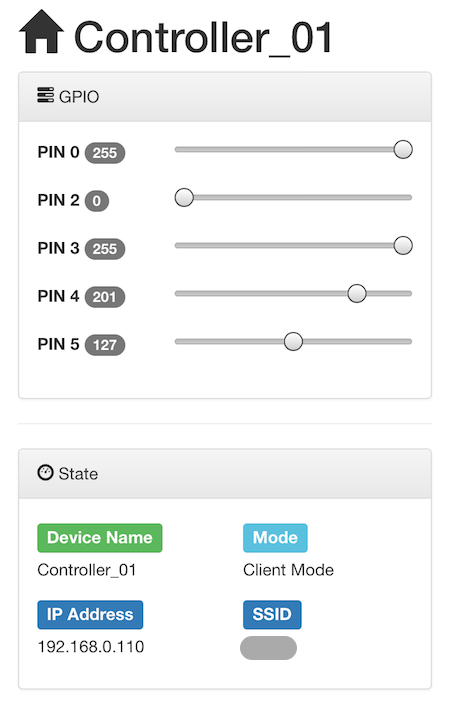 Controller_01
GPIO
PIN 0 255
PIN 2 0
PIN 3 255
PIN 4 201
PIN 5 127
State
Device Name Mode
Controller_01 Client Mode
IP Address SSID
192.168.0.110